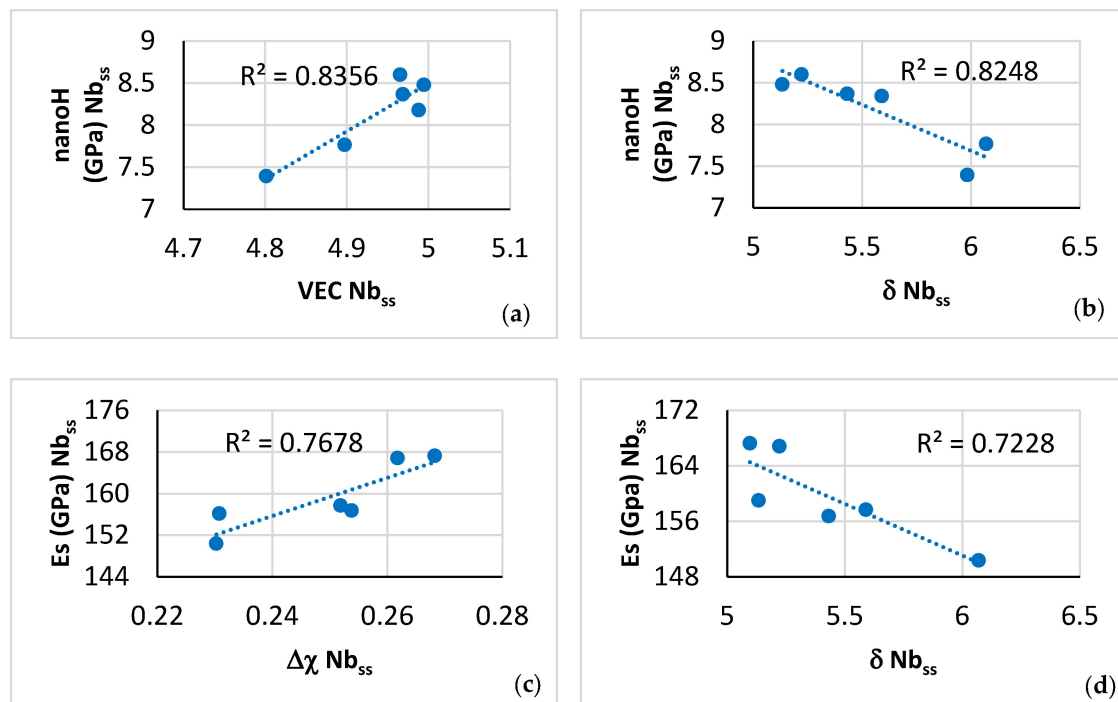 nanoH
(GPa) Nbss
9
8.5
8
7.5
7
R² = 0.8356
4.7 4.8 4.9 5 5.1
VEC Nbss
(a)
nanoH
(GPa) Nbss
9
8.5
8
7.5
7
R² = 0.8248
5 5.5 6 6.5
δ Nbss
(b)
Es (GPa) Nbss
176
168
160
152
144
R² = 0.7678
0.22 0.24 0.26 0.28
Δχ Nbss
(c)
Es (Gpa) Nbss
172
164
156
148
R² = 0.7228
5 5.5 6 6.5
δ Nbss
(d)